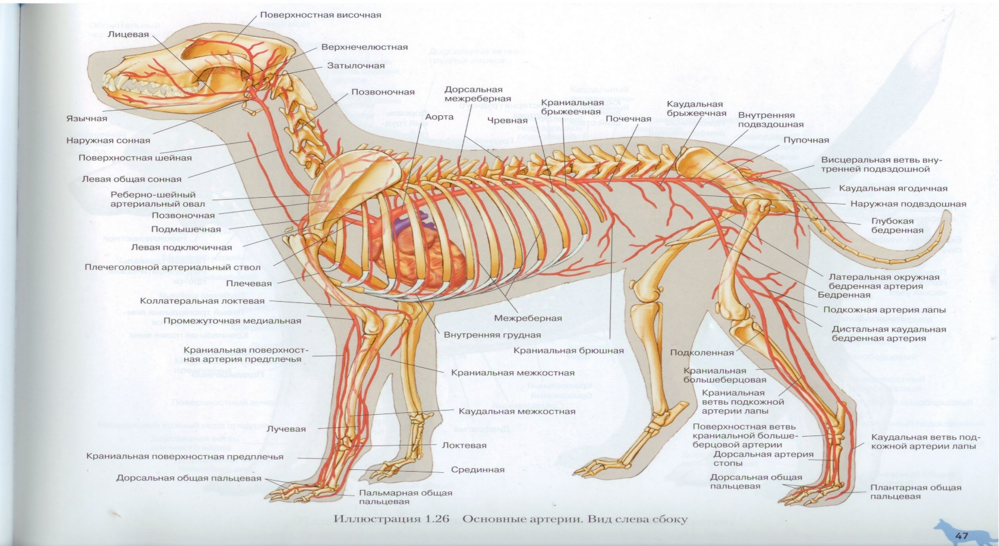 Поверхностная височная
Лицевая
Верхнечелюстная
Затылочная
Позвоночная
Дорсальная
межреберная
Аорта
Чревная
Краниальная
брыжеечная
Почечная
Каудальная
брыжеечная
Внутренняя
подвздошная
Пупочная
Висцеральная ветвь вну-
тренней подвздошной
Каудальная ягодичная
Наружная подвздошная
Глубокая
бедренная
Язычная
Наружная сонная
Поверхностная шейная
Левая общая сонная
Реберно-шейный
артериальный овал
Позвоночная
Подмышечная
Левая подключичная
Плечеголовной артериальный ствол
Плечевая
Коллатеральная локтевая
Промежуточная медиальная
Краниальная поверхност-
ная артерия предплечья
Лучевая
Краниальная поверхностная предплечья
Дорсальная общая пальцевая
Межреберная
Внутренняя грудная
Краниальная брюшная
Краниальная межкостная
Каудальная межкостная
Локтевая
Срединная
Пальмарная общая
пальцевая
Латеральная окружная
бедренная артерия
Бедренная
Подкожная артерия лапы
Дистальная каудальная
бедренная артерия
Подколенная
Краниальная
большеберцовая
Краниальная
ветвь подкожной
артерии лапы
Поверхностная ветвь
краниальной больше-
берцовой артерии
Дорсальная артерия
стопы
Дорсальная общая
пальцевая
Каудальная ветвь под-
кожной артерии лапы
Плантарная общая
пальцевая
Иллюстрация 1.26 Основные артерии. Вид слева сбоку
47